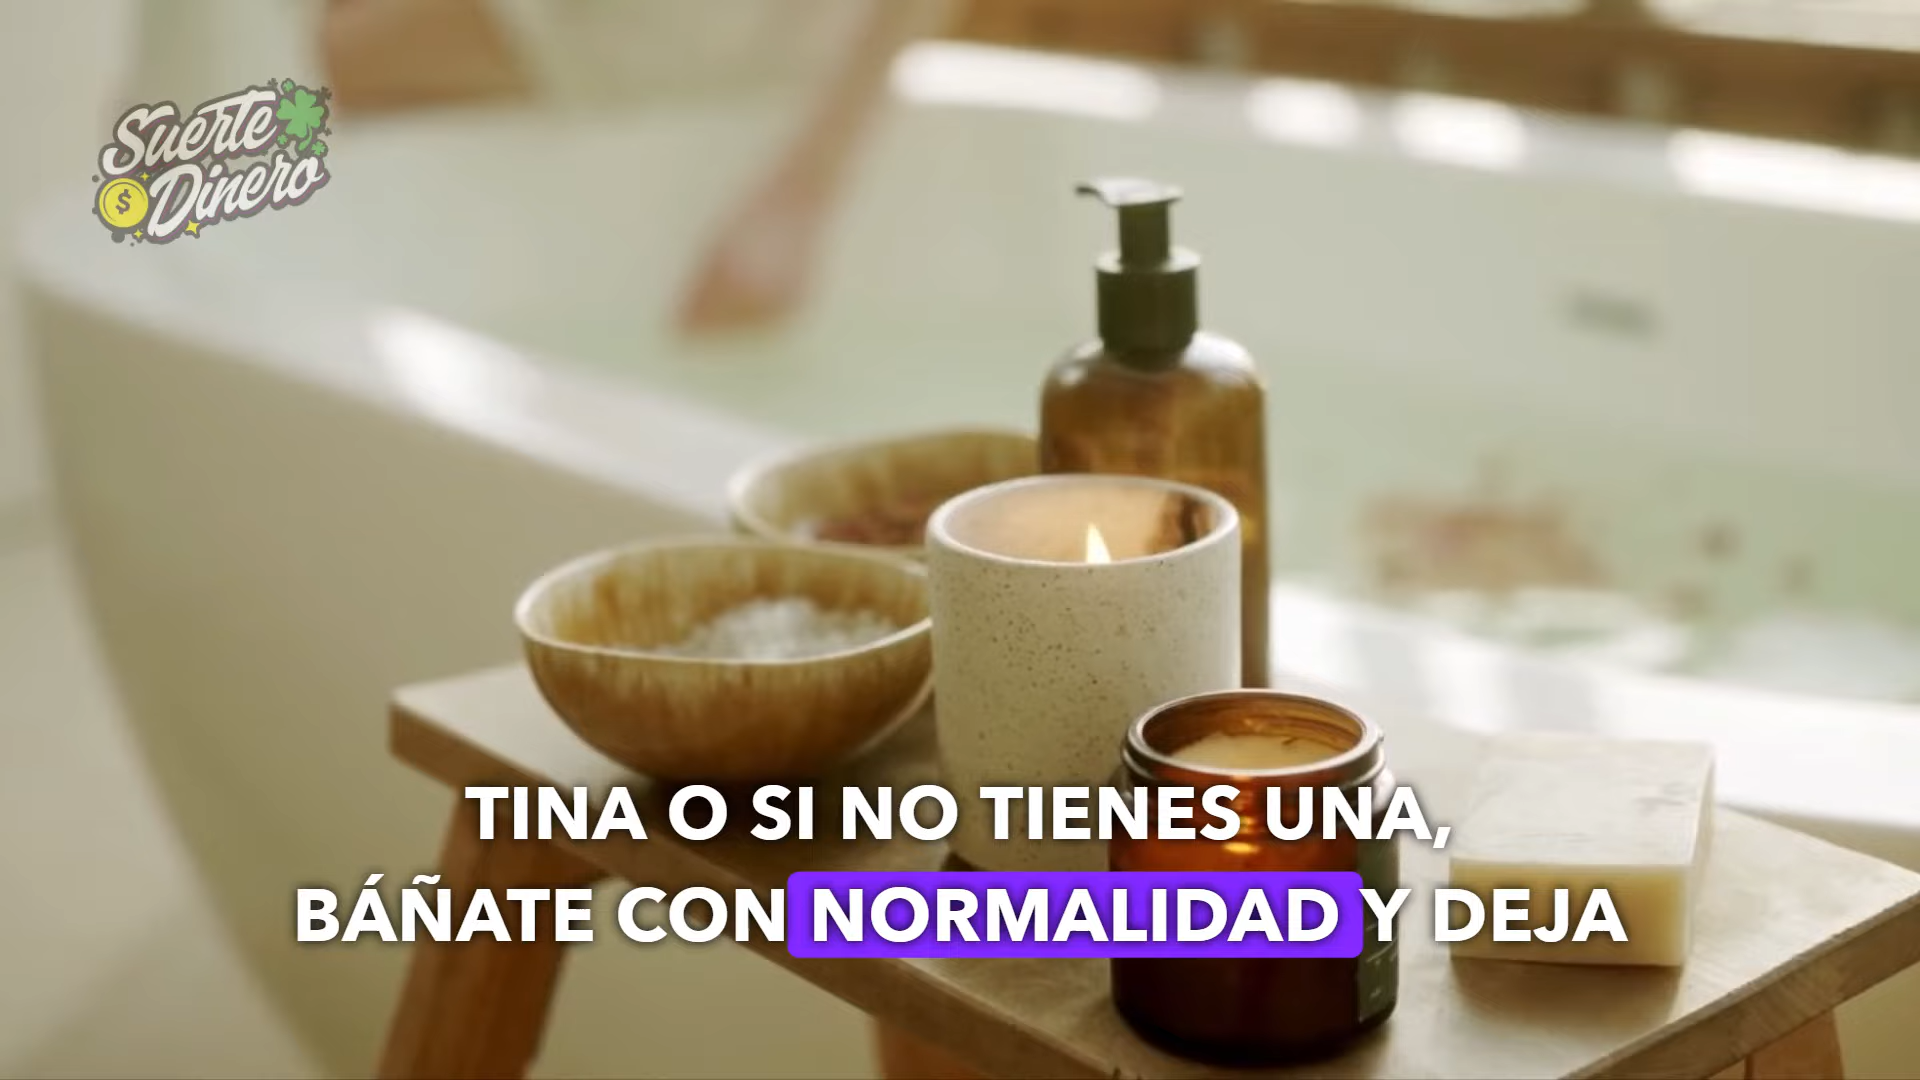 Suerte
Dinero
$
TINA O SI NO TIENES UNA,
BÁÑATE CON NORMALIDAD Y DEJA